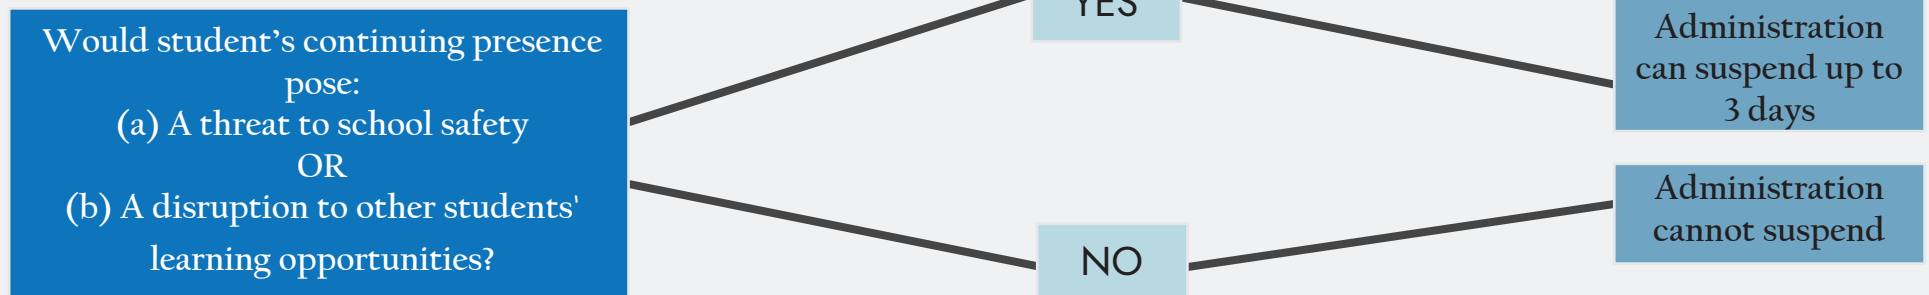 Would student’s continuing presence
pose:
(a) A threat to school safety
OR
(b) A disruption to other students'
learning opportunities?
YES
NO
Administration
can suspend up to
3 days
Administration
cannot suspend